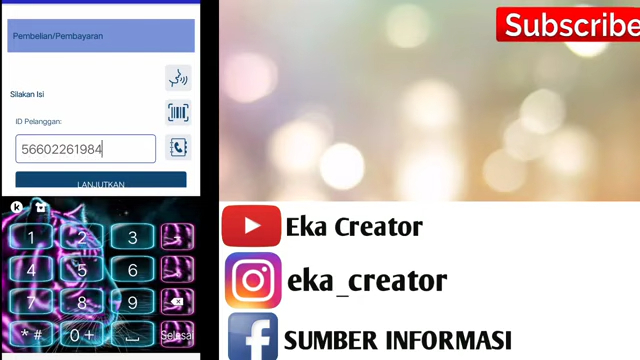 Pembelian/Pembayaran
Silakan Isi
ID Pelanggan:
56602261984
LANJUTKAN
1 2 3
4 5 6
7 8 9
* # 0 + Selesai
Subscribe
Eka Creator
eka_creator
SUMBER INFORMASI